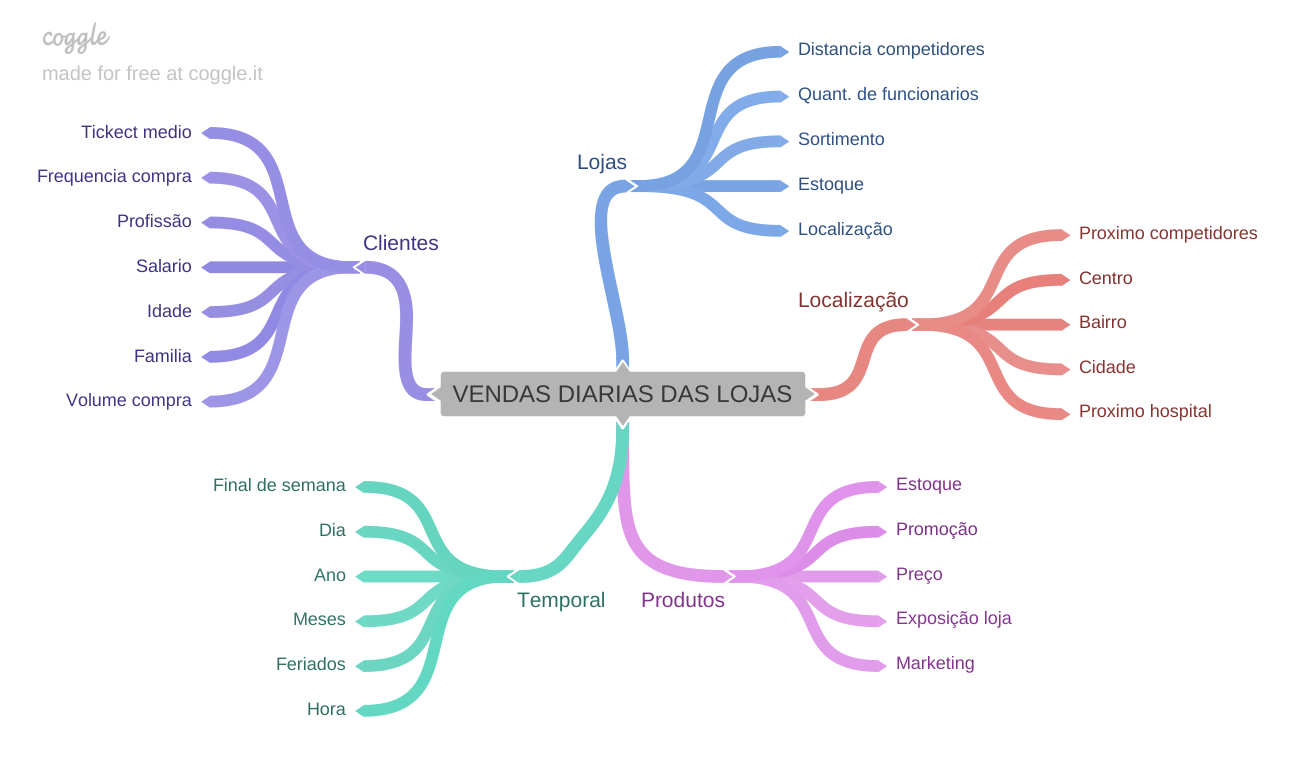 coggle
made for free at coggle.it
VENDAS DIARIAS DAS LOJAS
Clientes
Tickect medio
Frequencia compra
Profissão
Salario
Idade
Familia
Volume compra
Lojas
Distancia competidores
Quant. de funcionarios
Sortimento
Estoque
Localização
Localização
Proximo competidores
Centro
Bairro
Cidade
Proximo hospital
Temporal
Final de semana
Dia
Ano
Meses
Feriados
Hora
Produtos
Estoque
Promoção
Preço
Exposição loja
Marketing